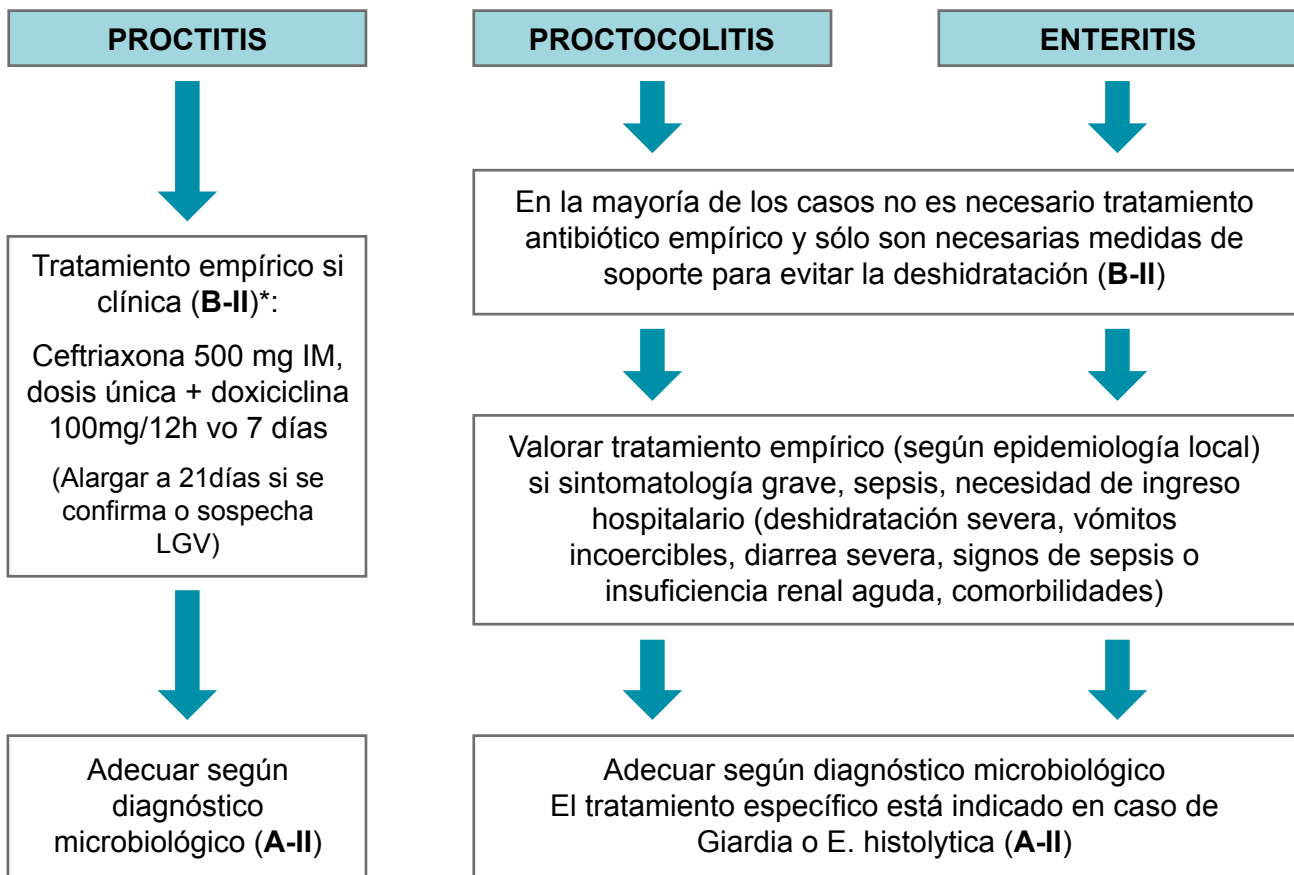 PROCTITIS
Tratamiento empírico si
clínica (B-II)*:
Ceftriaxona 500 mg IM,
dosis única + doxiciclina
100mg/12h vo 7 días
(Alargar a 21días si se
confirma o sospecha
LGV)
Adecuar según
diagnóstico
microbiológico (A-II)
PROCTOCOLITIS
ENTERITIS
En la mayoría de los casos no es necesario tratamiento
antibiótico empírico y sólo son necesarias medidas de
soporte para evitar la deshidratación (B-II)
Valorar tratamiento empírico (según epidemiología local)
si sintomatología grave, sepsis, necesidad de ingreso
hospitalario (deshidratación severa, vómitos
incoercibles, diarrea severa, signos de sepsis o
insuficiencia renal aguda, comorbilidades)
Adecuar según diagnóstico microbiológico
El tratamiento específico está indicado en caso de
Giardia o E. histolytica (A-II)